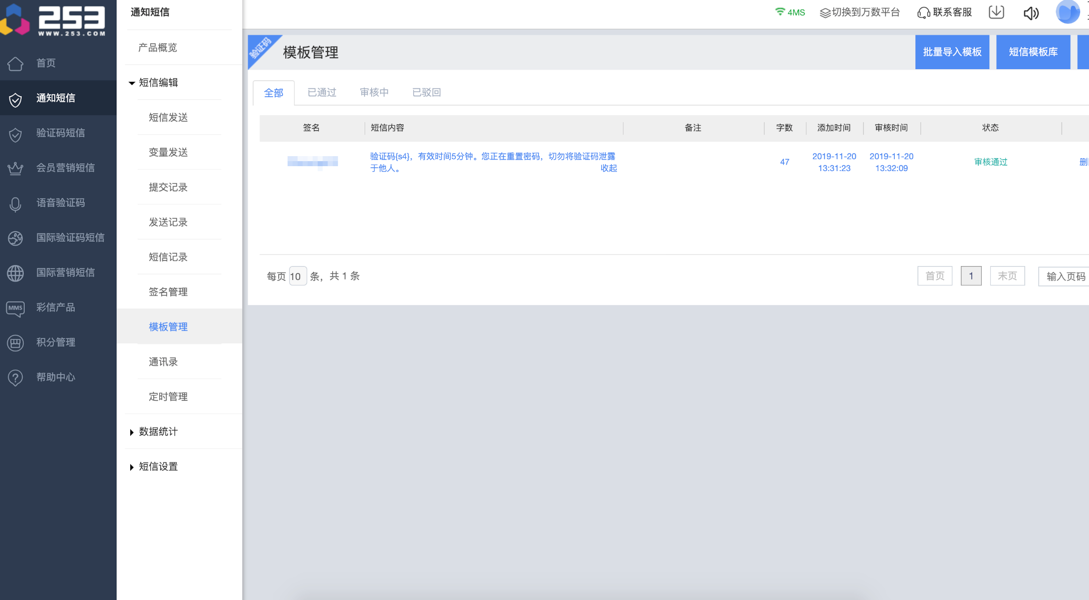 253
WWW.253.COM
首页
通知短信
验证码短信
会员营销短信
语音验证码
国际验证码短信
国际营销短信
MMS 彩信产品
积分管理
帮助中心
通知短信
产品概览
短信编辑
短信发送
变量发送
提交记录
发送记录
短信记录
签名管理
模板管理
通讯录
定时管理
数据统计
短信设置
4MS 切换到万数平台 联系客服
验证码
模板管理 批量导入模板 短信模板库
全部 已通过 审核中 已驳回
签名 短信内容 备注 字数 添加时间 审核时间 状态
验证码{s4}，有效时间5分钟。您正在重置密码，切勿将验证码泄露
于他人。 收起
47
2019-11-20
13:31:23
2019-11-20
13:32:09
审核通过
删
每页 10 条，共 1 条
首页 1 末页 输入页码